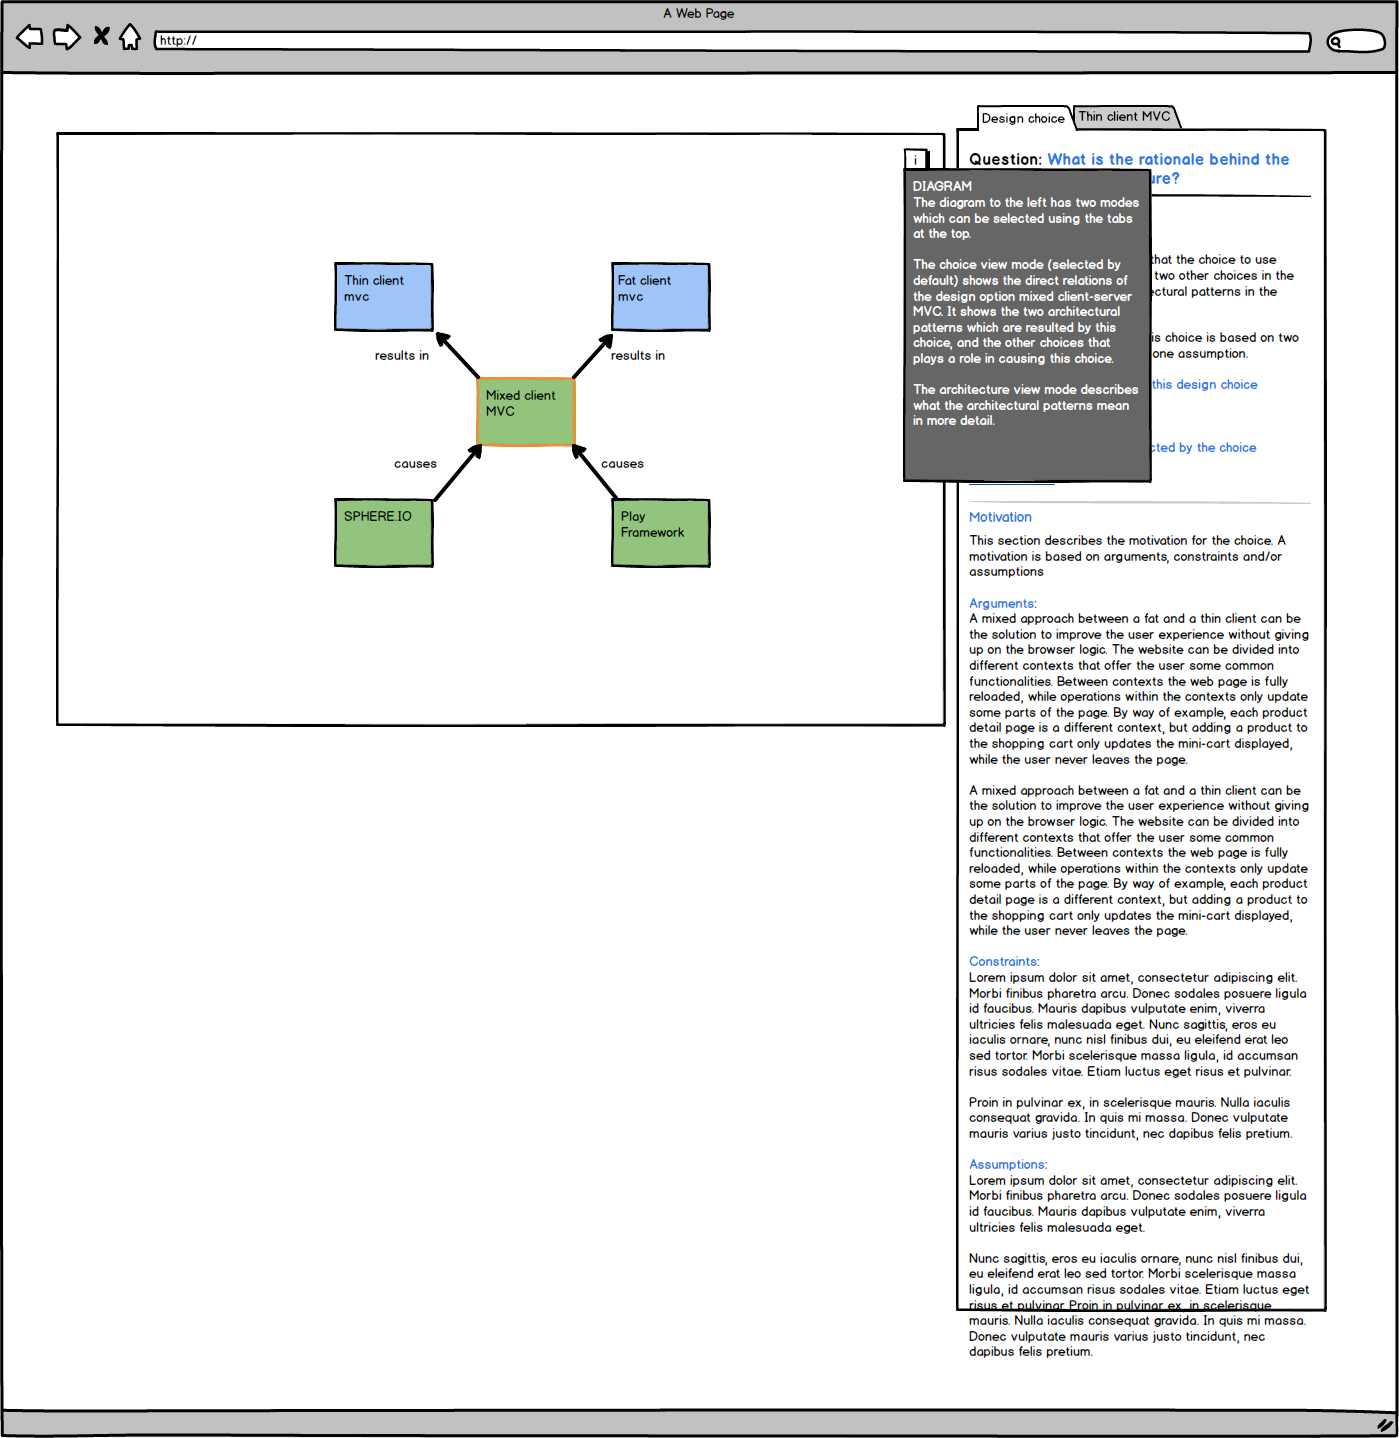 A Web Page
http://
Design choice
Thin client MVC
i
Question: What is the rationale behind the
ure?
DIAGRAM
The diagram to the left has two modes
which can be selected using the tabs
at the top.
The choice view mode (selected by
default) shows the direct relations of
the design option mixed client-server
MVC. It shows the two architectural
patterns which are resulted by this
choice, and the other choices that
plays a role in causing this choice.
The architecture view mode describes
what the architectural patterns mean
in more detail.
that the choice to use
two other choices in the
ectural patterns in the
is choice is based on two
one assumption.
this design choice
cted by the choice
Thin client
mvc
Fat client
mvc
results in
results in
Mixed client
MVC
causes
causes
SPHERE.IO
Play
Framework
Motivation
This section describes the motivation for the choice. A
motivation is based on arguments, constraints and/or
assumptions
Arguments:
A mixed approach between a fat and a thin client can be
the solution to improve the user experience without giving
up on the browser logic. The website can be divided into
different contexts that offer the user some common
functionalities. Between contexts the web page is fully
reloaded, while operations within the contexts only update
some parts of the page. By way of example, each product
detail page is a different context, but adding a product to
the shopping cart only updates the mini-cart displayed,
while the user never leaves the page.
A mixed approach between a fat and a thin client can be
the solution to improve the user experience without giving
up on the browser logic. The website can be divided into
different contexts that offer the user some common
functionalities. Between contexts the web page is fully
reloaded, while operations within the contexts only update
some parts of the page. By way of example, each product
detail page is a different context, but adding a product to
the shopping cart only updates the mini-cart displayed,
while the user never leaves the page.
Constraints:
Lorem ipsum dolor sit amet, consectetur adipiscing elit.
Morbi finibus pharetra arcu. Donec sodales posuere ligula
id faucibus. Mauris dapibus vulputate enim, viverra
ultricies felis malesuada eget. Nunc sagittis, eros eu
iaculis ornare, nunc nisl finibus dui, eu eleifend erat leo
sed tortor. Morbi scelerisque massa ligula, id accumsan
risus sodales vitae. Etiam luctus eget risus et pulvinar.
Proin in pulvinar ex, in scelerisque mauris. Nulla iaculis
consequat gravida. In quis mi massa. Donec vulputate
mauris varius justo tincidunt, nec dapibus felis pretium.
Assumptions:
Lorem ipsum dolor sit amet, consectetur adipiscing elit.
Morbi finibus pharetra arcu. Donec sodales posuere ligula
id faucibus. Mauris dapibus vulputate enim, viverra
ultricies felis malesuada eget.
Nunc sagittis, eros eu iaculis ornare, nunc nisl finibus dui,
eu eleifend erat leo sed tortor. Morbi scelerisque massa
ligula, id accumsan risus sodales vitae. Etiam luctus eget
risus et pulvinar. Proin in pulvinar ex, in scelerisque
mauris. Nulla iaculis consequat gravida. In quis mi massa.
Donec vulputate mauris varius justo tincidunt, nec
dapibus felis pretium.